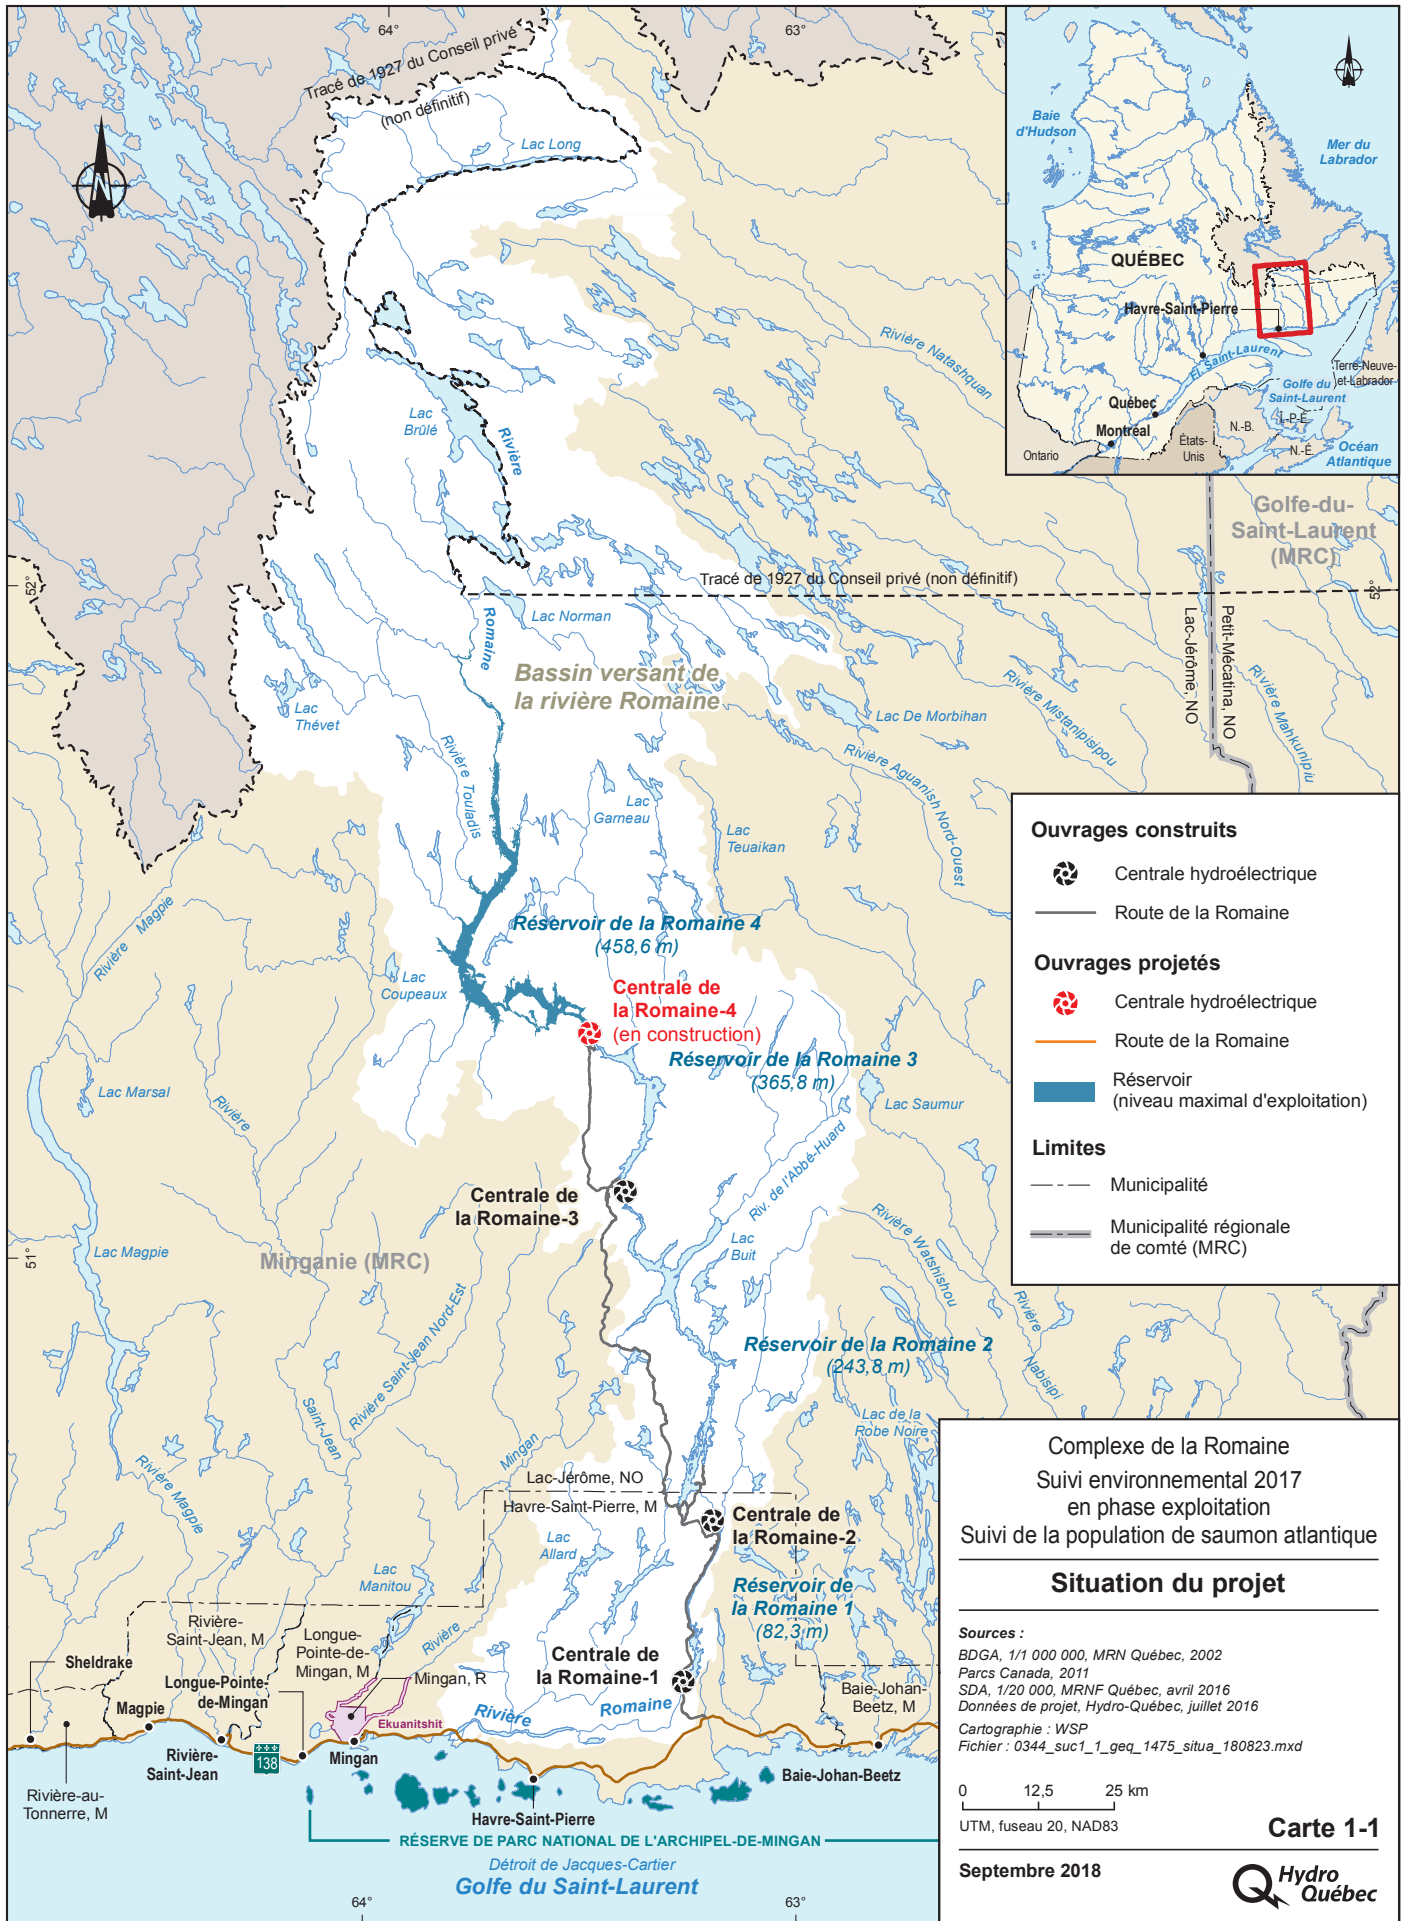 64°
63°
Tracé de 1927 du Conseil privé
(non définitif)
Lac Long
Baie
d'Hudson
Mer du
Labrador
QUÉBEC
Havre-Saint-Pierre
Fl. Saint-Laurent
Terre-Neuve-
et-Labrador
Golfe du
Saint-Laurent
Québec
Î.-P.-É.
Montréal
N.-B.
N.-É.
États-
Unis
Ontario
Océan
Atlantique
Rivière Natashquan
Lac
Brûlé
Rivière
Golfe-du-
Saint-Laurent
(MRC)
52°
Tracé de 1927 du Conseil privé (non définitif)
52°
Romaine
Lac Norman
Lac-Jérôme, NO
Petit-Mécatina, NO
Bassin versant de
la rivière Romaine
Lac
Thévet
Rivière Mistanipisipou
Rivière Mahkunipiu
Lac De Morbihan
Rivière Touladis
Rivière Aguanish Nord-Ouest
Lac
Garneau
Lac
Teuaikan
Ouvrages construits
Centrale hydroélectrique
Route de la Romaine
Ouvrages projetés
Centrale hydroélectrique
Route de la Romaine
Réservoir
(niveau maximal d'exploitation)
Limites
Municipalité
Municipalité régionale
de comté (MRC)
Rivière Magpie
Réservoir de la Romaine 4
(458,6 m)
Lac
Coupeaux
Centrale de
la Romaine-4
(en construction)
Réservoir de la Romaine 3
(365,8 m)
Lac Marsal
Rivière
Lac Saumur
Riv. de l'Abbé-Huard
Centrale de
la Romaine-3
Lac
Buit
Rivière Watshishou
51°
Lac Magpie
Minganie (MRC)
Rivière
Nabisipi
Rivière Saint-Jean Nord-Est
Réservoir de la Romaine 2
(243,8 m)
Saint-Jean
Lac de la
Robe Noire
Mingan
Rivière Magpie
Lac-Jérôme, NO
Havre-Saint-Pierre, M
Centrale de
la Romaine-2
Lac
Allard
Lac
Manitou
Réservoir de
la Romaine 1
(82,3 m)
Rivière-
Saint-Jean, M
Longue-
Pointe-de-
Mingan, M
Rivière
Centrale de
la Romaine-1
Sheldrake
Longue-Pointe-
de-Mingan
Mingan, R
Magpie
Ekuanitshit
Rivière
Romaine
Baie-Johan-
Beetz, M
Rivière-
Saint-Jean
138
Mingan
Baie-Johan-Beetz
Rivière-au-
Tonnerre, M
Havre-Saint-Pierre
RÉSERVE DE PARC NATIONAL DE L'ARCHIPEL-DE-MINGAN
Détroit de Jacques-Cartier
Golfe du Saint-Laurent
64°
63°
Complexe de la Romaine
Suivi environnemental 2017
en phase exploitation
Suivi de la population de saumon atlantique
Situation du projet
Sources :
BDGA, 1/1 000 000, MRN Québec, 2002
Parcs Canada, 2011
SDA, 1/20 000, MRNF Québec, avril 2016
Données de projet, Hydro-Québec, juillet 2016
Cartographie : WSP
Fichier : 0344_suc1_1_geq_1475_situa_180823.mxd
0 12,5 25 km
UTM, fuseau 20, NAD83
Carte 1-1
Septembre 2018
Hydro
Québec